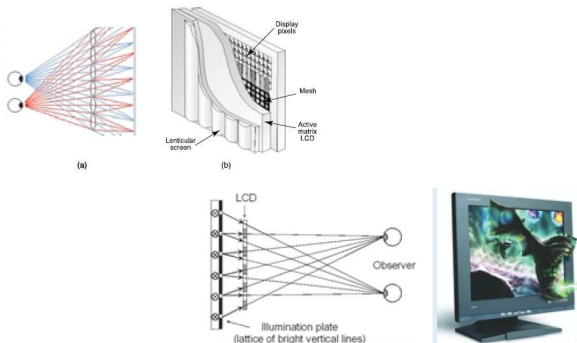 (a)
(b)
Display
pixels
Mesh
Active
matrix
LCD
Lenticular
screen
LCD
Observer
Illumination plate
(lattice of bright vertical lines)